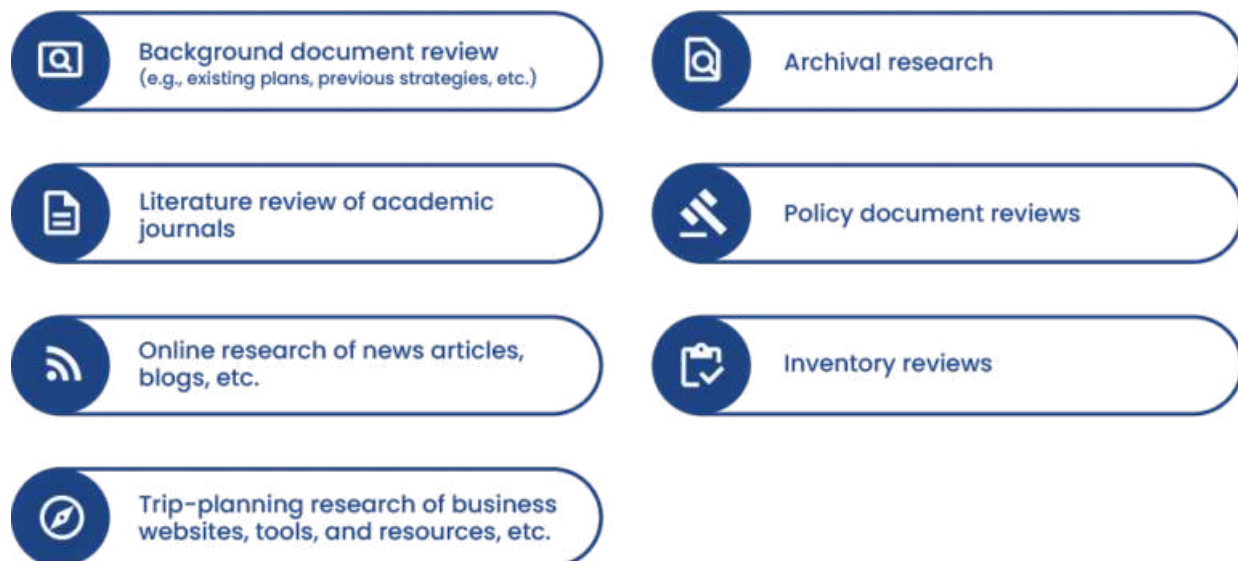 Background document review
(e.g., existing plans, previous strategies, etc.)
Literature review of academic
journals
Online research of news articles,
blogs, etc.
Trip-planning research of business
websites, tools, and resources, etc.
Archival research
Policy document reviews
Inventory reviews